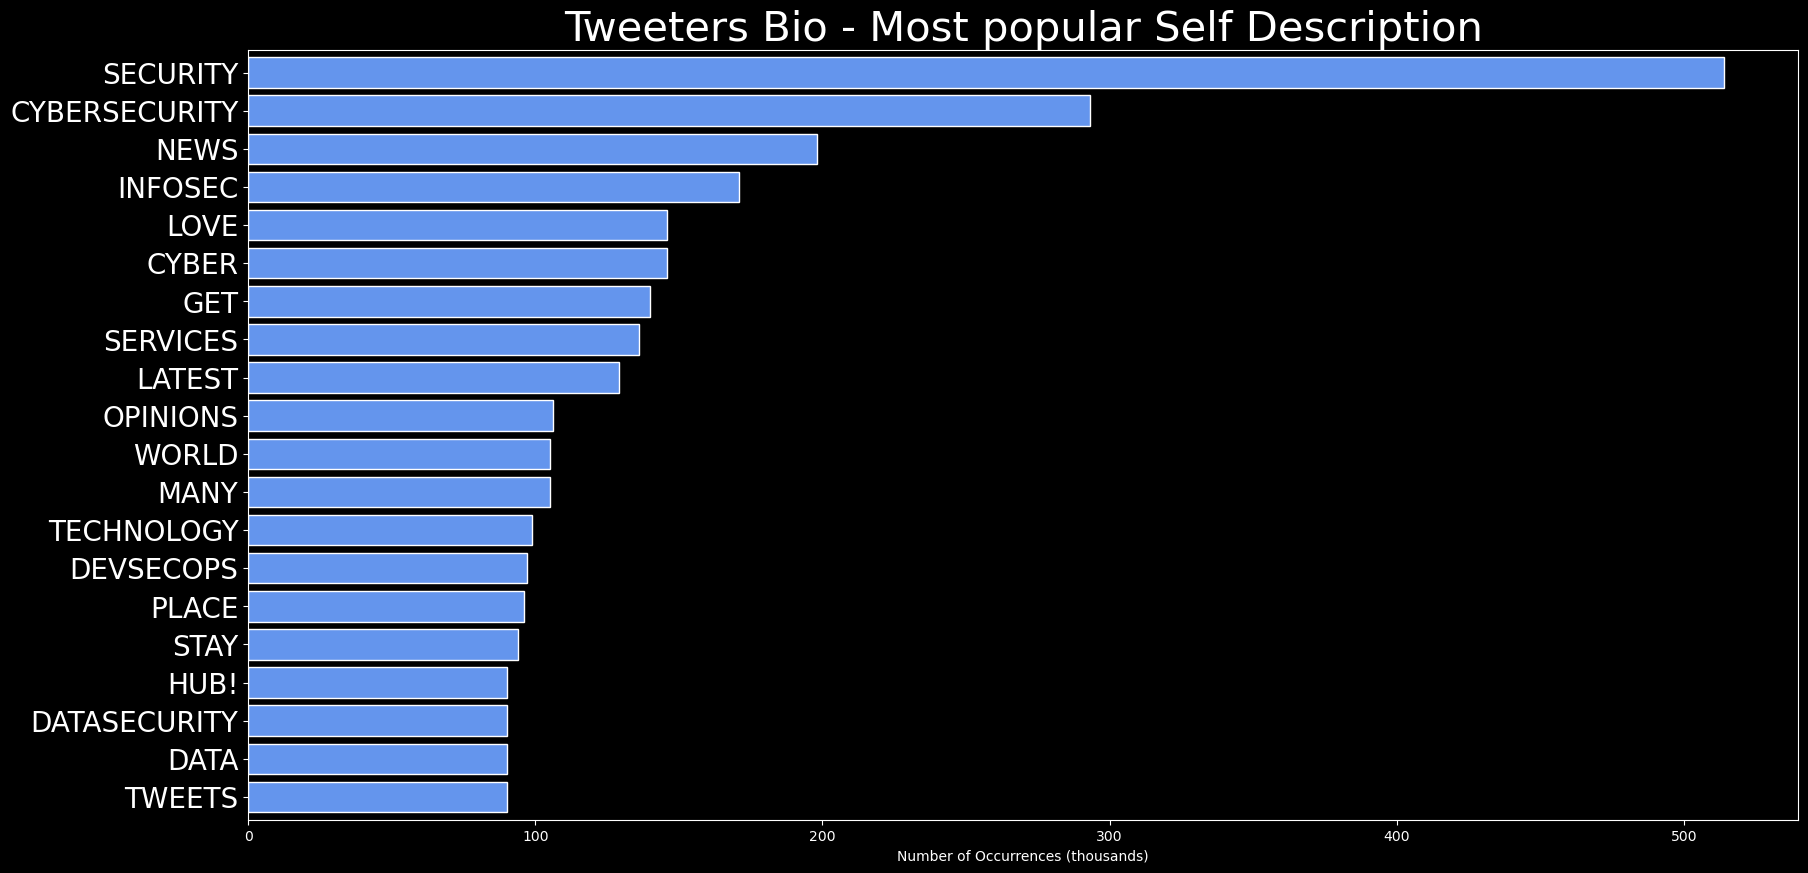 Tweeters Bio - Most popular Self Description
SECURITY
CYBERSECURITY
NEWS
INFOSEC
LOVE
CYBER
GET
SERVICES
LATEST
OPINIONS
WORLD
MANY
TECHNOLOGY
DEVSECOPS
PLACE
STAY
HUB!
DATASECURITY
DATA
TWEETS
0 100 200 300 400 500
Number of Occurrences (thousands)